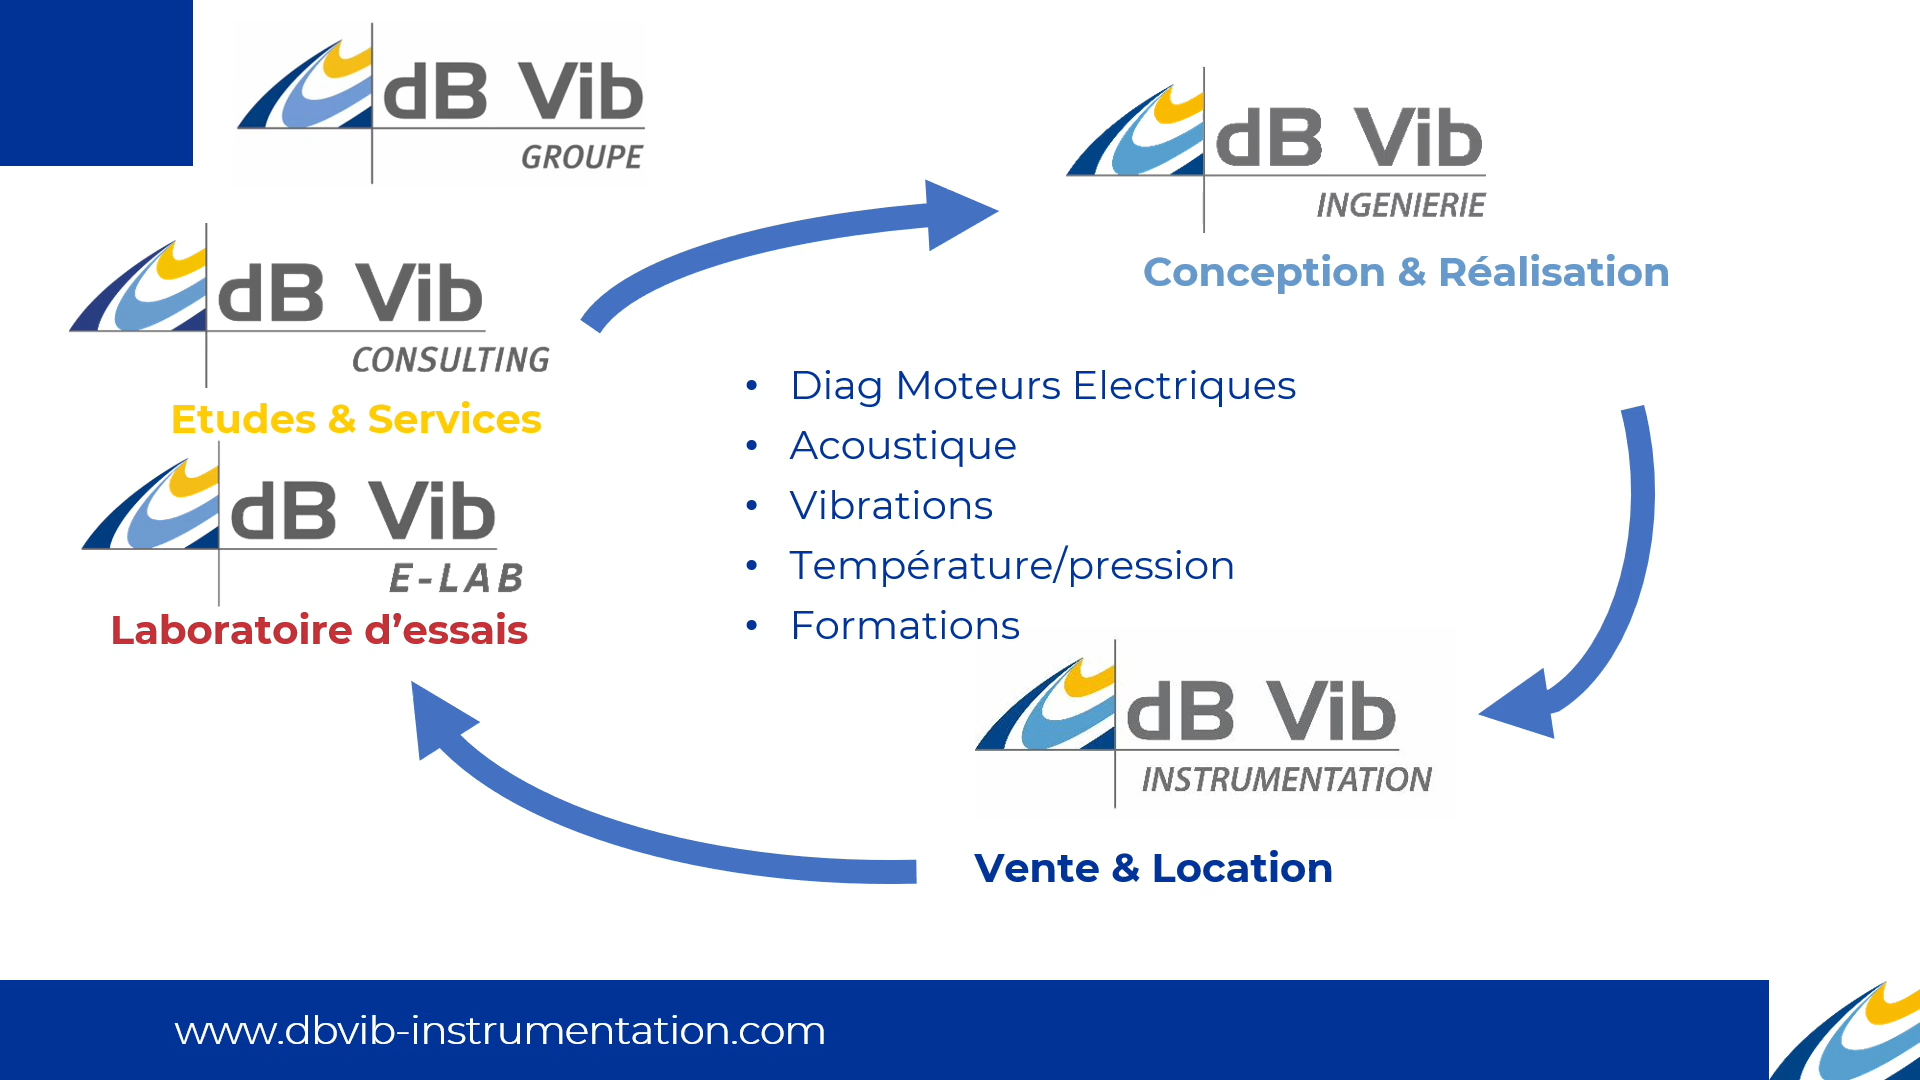 dB Vib
GROUPE
dB Vib
INGENIERIE
Conception & Réalisation
dB Vib
CONSULTING
Etudes & Services
dB Vib
E-LAB
Laboratoire d’essais
• Diag Moteurs Electriques
• Acoustique
• Vibrations
• Température/pression
• Formations
dB Vib
INSTRUMENTATION
Vente & Location
www.dbvib-instrumentation.com